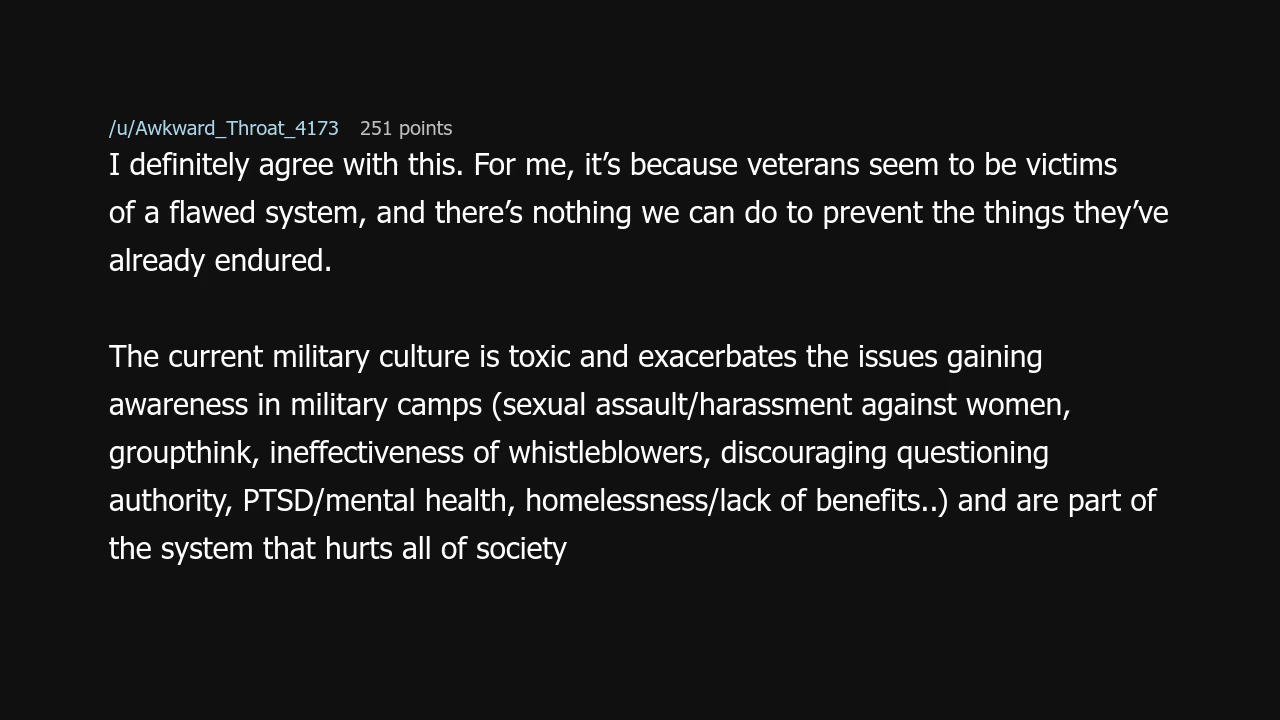 /u/Awkward_Throat_4173 251 points
I definitely agree with this. For me, it’s because veterans seem to be victims
of a flawed system, and there’s nothing we can do to prevent the things they’ve
already endured.
The current military culture is toxic and exacerbates the issues gaining
awareness in military camps (sexual assault/harassment against women,
groupthink, ineffectiveness of whistleblowers, discouraging questioning
authority, PTSD/mental health, homelessness/lack of benefits..) and are part of
the system that hurts all of society